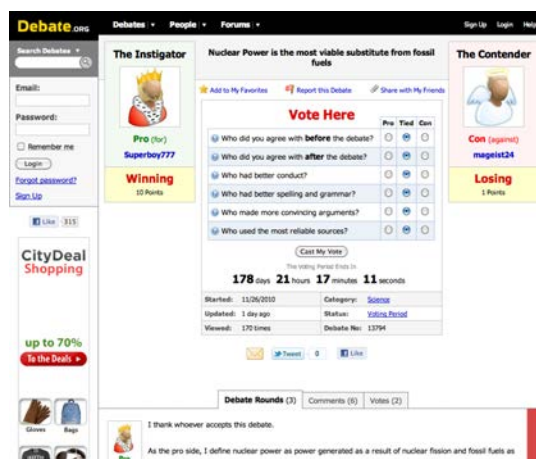 Debate.ORG
Debates
People
Forums
Sign Up Login Help
Search Debates
Email:
Password:
Remember me
Login
Forgot password?
Sign Up
Like 315
CityDeal
Shopping
up to 70%
To the Deals
Gloves Bags
The Instigator
Pro (for)
Superboy777
Winning
10 Points
Nuclear Power is the most viable substitute from fossil
fuels
Add to My Favorites Report this Debate Share with My Friends
Vote Here
Pro Tied Con
Who did you agree with before the debate?
Who did you agree with after the debate?
Who had better conduct?
Who had better spelling and grammar?
Who made more convincing arguments?
Who used the most reliable sources?
Cast My Vote
The Voting Period Ends In
178 days 21 hours 17 minutes 11 seconds
Started: 11/26/2010 Category: Science
Updated: 1 day ago Status: Voting Period
Viewed: 170 times Debate No: 13794
Tweet 0 Like
The Contender
Con (against)
mageist24
Losing
1 Points
Debate Rounds (3) Comments (6) Votes (2)
Pro
I thank whoever accepts this debate.
As the pro side, I define nuclear power as power generated as a result of nuclear fission and fossil fuels as